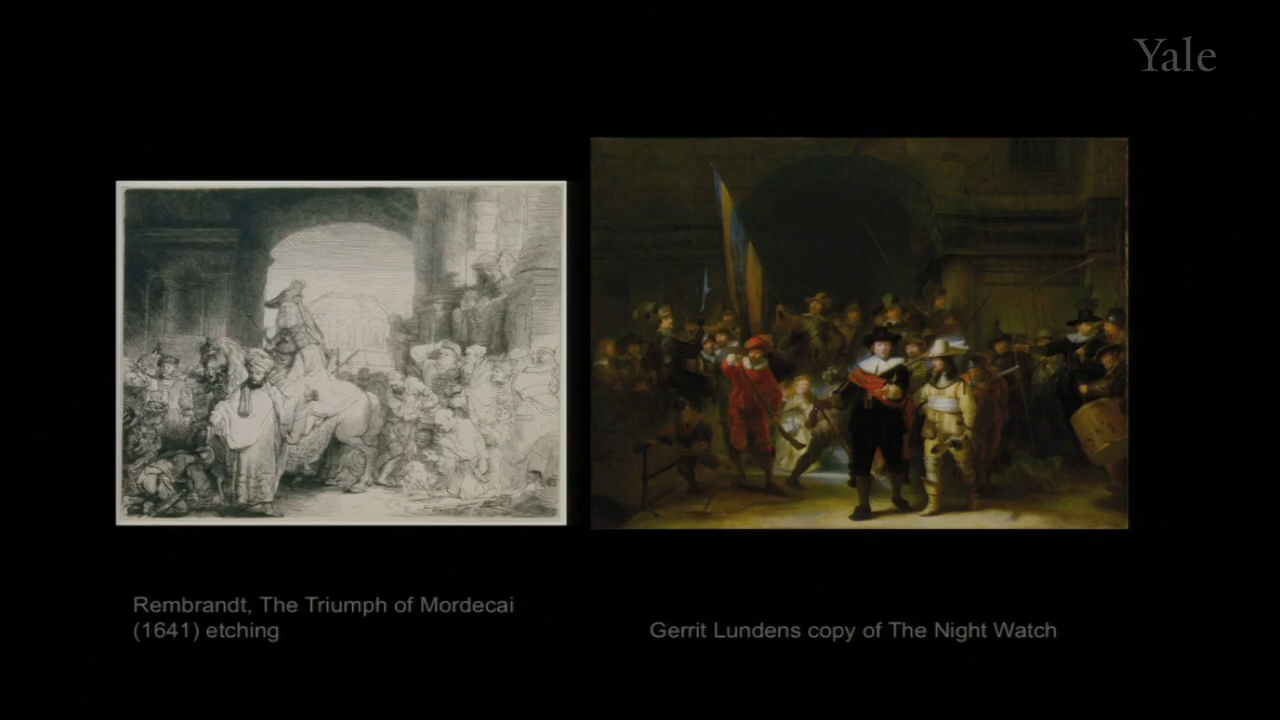 Yale
Rembrandt, The Triumph of Mordecai
(1641) etching
Gerrit Lundens copy of The Night Watch